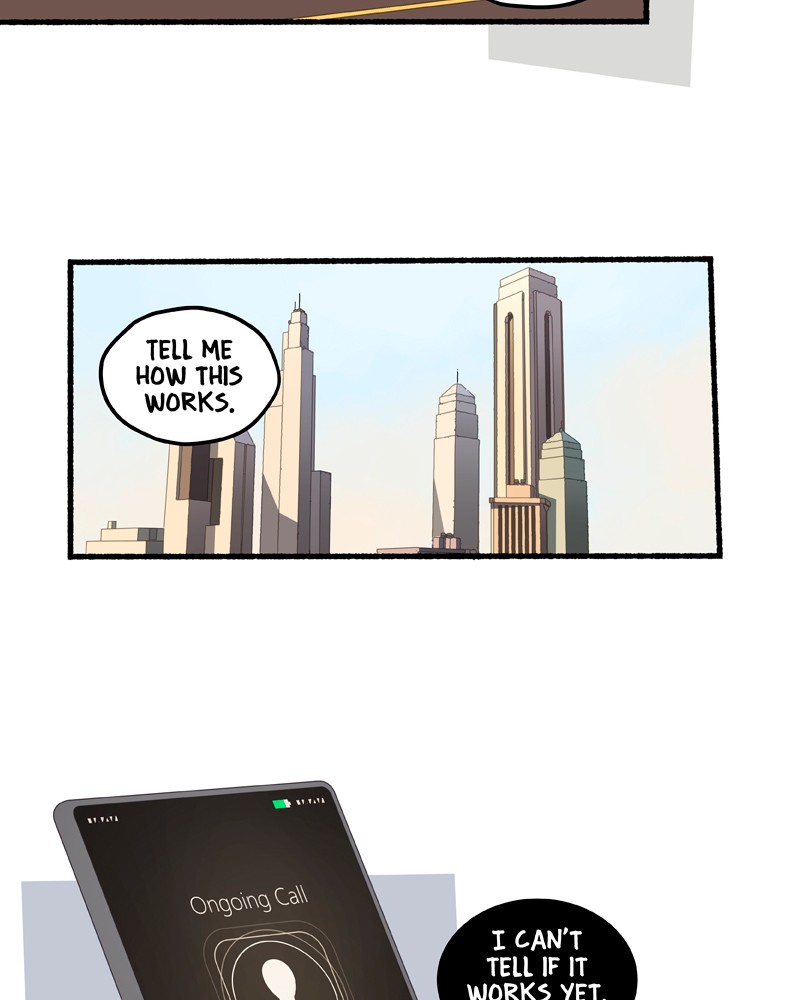 TELL ME
HOW THIS
WORKS.
Ongoing Call
I CAN'T
TELL IF IT
WORKS YET.